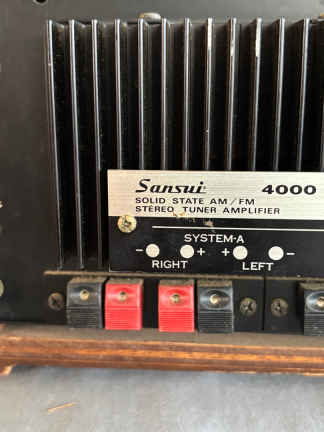 Sansui 4000
SOLID STATE AM/FM
STEREO TUNER AMPLIFIER
SYSTEM-A
- + + -
RIGHT LEFT